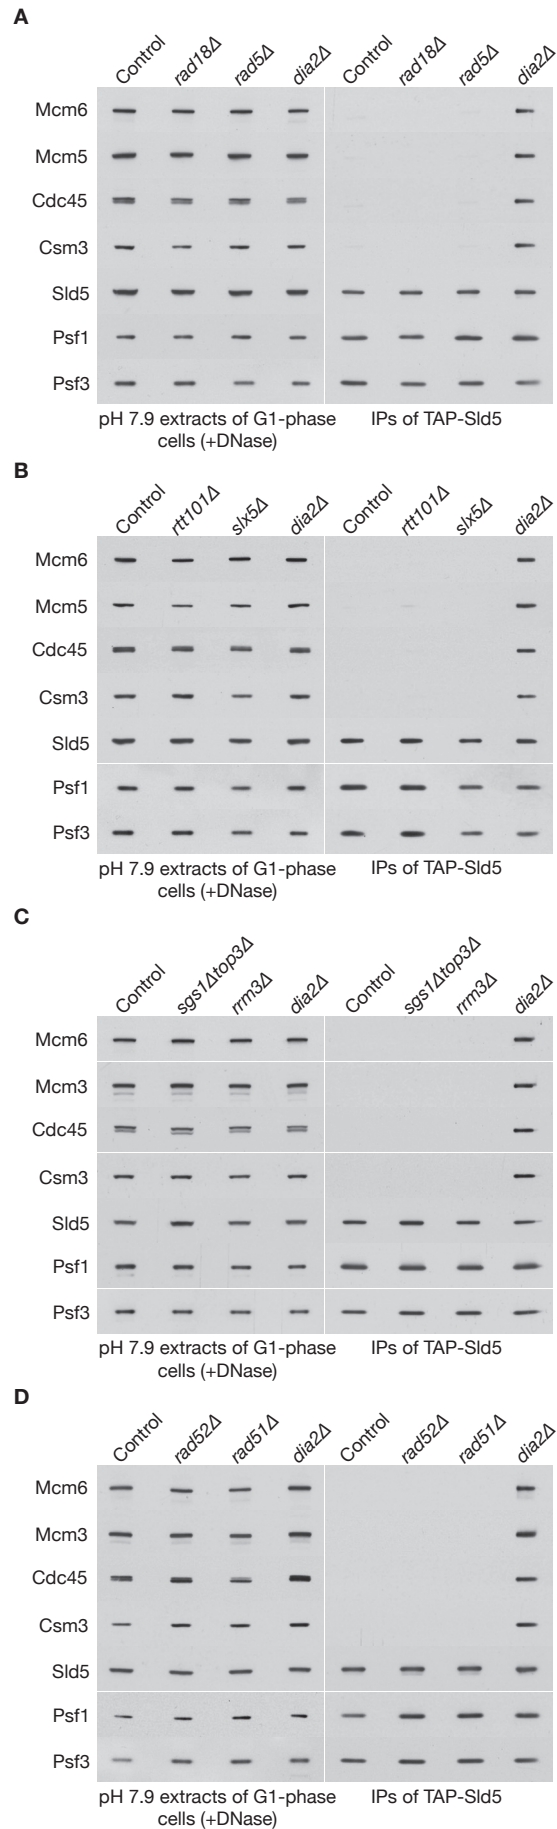 A
Control rad18Δ rad5Δ dia2Δ Control rad18Δ rad5Δ dia2Δ
Mcm6
Mcm5
Cdc45
Csm3
Sld5
Psf1
Psf3
pH 7.9 extracts of G1-phase IPs of TAP-Sld5
cells (+DNase)
B
Control rtt101Δ slx5Δ dia2Δ Control rtt101Δ slx5Δ dia2Δ
Mcm6
Mcm5
Cdc45
Csm3
Sld5
Psf1
Psf3
pH 7.9 extracts of G1-phase IPs of TAP-Sld5
cells (+DNase)
C
Control sgs1Δtop3Δ rrm3Δ dia2Δ Control sgs1Δtop3Δ rrm3Δ dia2Δ
Mcm6
Mcm3
Cdc45
Csm3
Sld5
Psf1
Psf3
pH 7.9 extracts of G1-phase IPs of TAP-Sld5
cells (+DNase)
D
Control rad52Δ rad51Δ dia2Δ Control rad52Δ rad51Δ dia2Δ
Mcm6
Mcm3
Cdc45
Csm3
Sld5
Psf1
Psf3
pH 7.9 extracts of G1-phase IPs of TAP-Sld5
cells (+DNase)